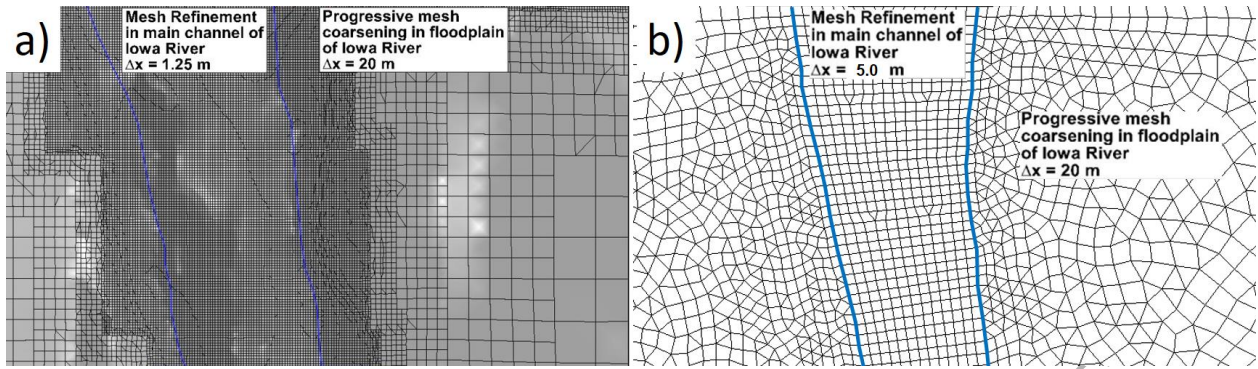 a)
Mesh Refinement
in main channel of
Iowa River
Δx = 1.25 m
Progressive mesh
coarsening in floodplain
of Iowa River
Δx = 20 m
b)
Mesh Refinement
in main channel of
Iowa River
Δx = 5.0 m
Progressive mesh
coarsening in floodplain
of Iowa River
Δx = 20 m